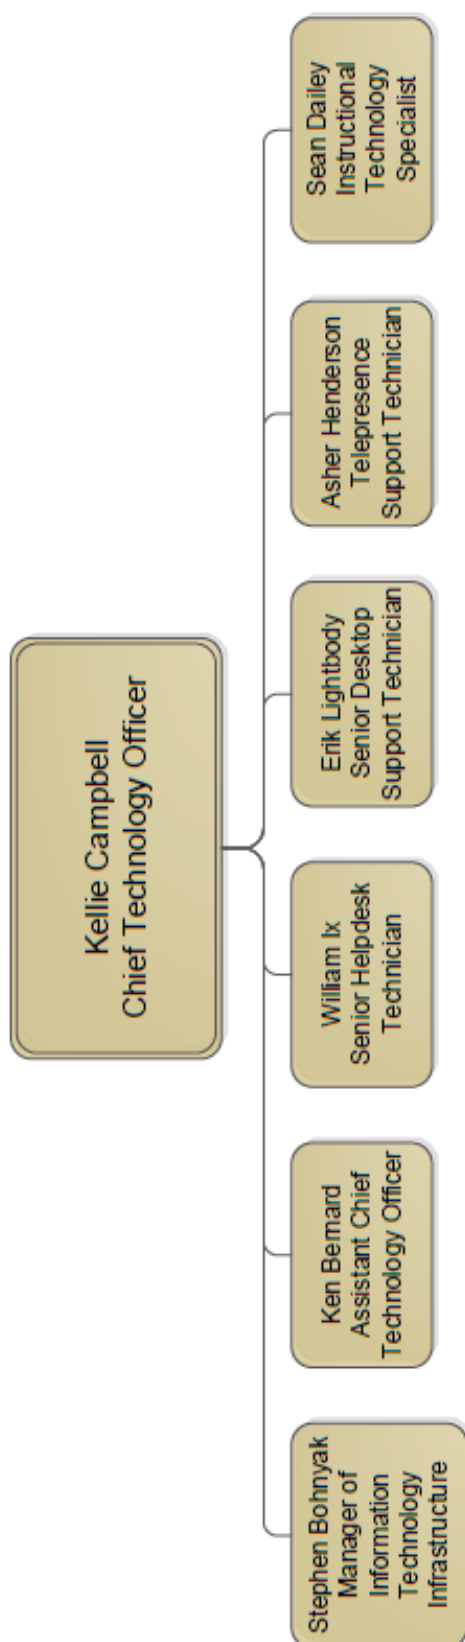 Kellie Campbell
Chief Technology Officer
Stephen Bohnyak
Manager of
Information
Technology
Infrastructure
Ken Bernard
Assistant Chief
Technology Officer
William Ix
Senior Helpdesk
Technician
Erik Lightbody
Senior Desktop
Support Technician
Asher Henderson
Telepresence
Support Technician
Sean Dailey
Instructional
Technology
Specialist